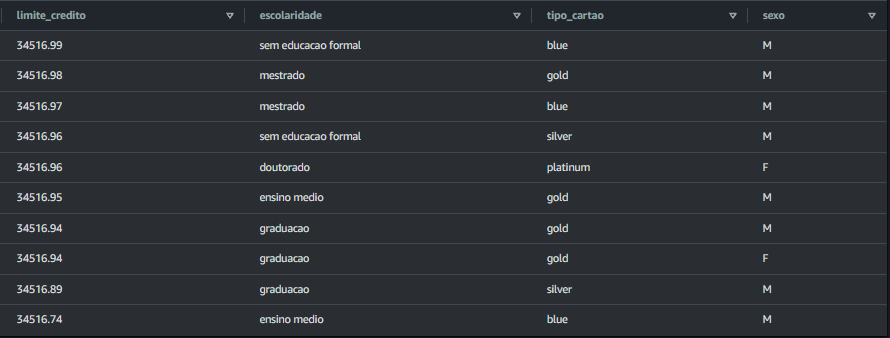 limite_credito escolaridade tipo_cartao sexo
34516.99 sem educacao formal blue M
34516.98 mestrado gold M
34516.97 mestrado blue M
34516.96 sem educacao formal silver M
34516.96 doutorado platinum F
34516.95 ensino medio gold M
34516.94 graduacao gold M
34516.94 graduacao gold F
34516.89 graduacao silver M
34516.74 ensino medio blue M